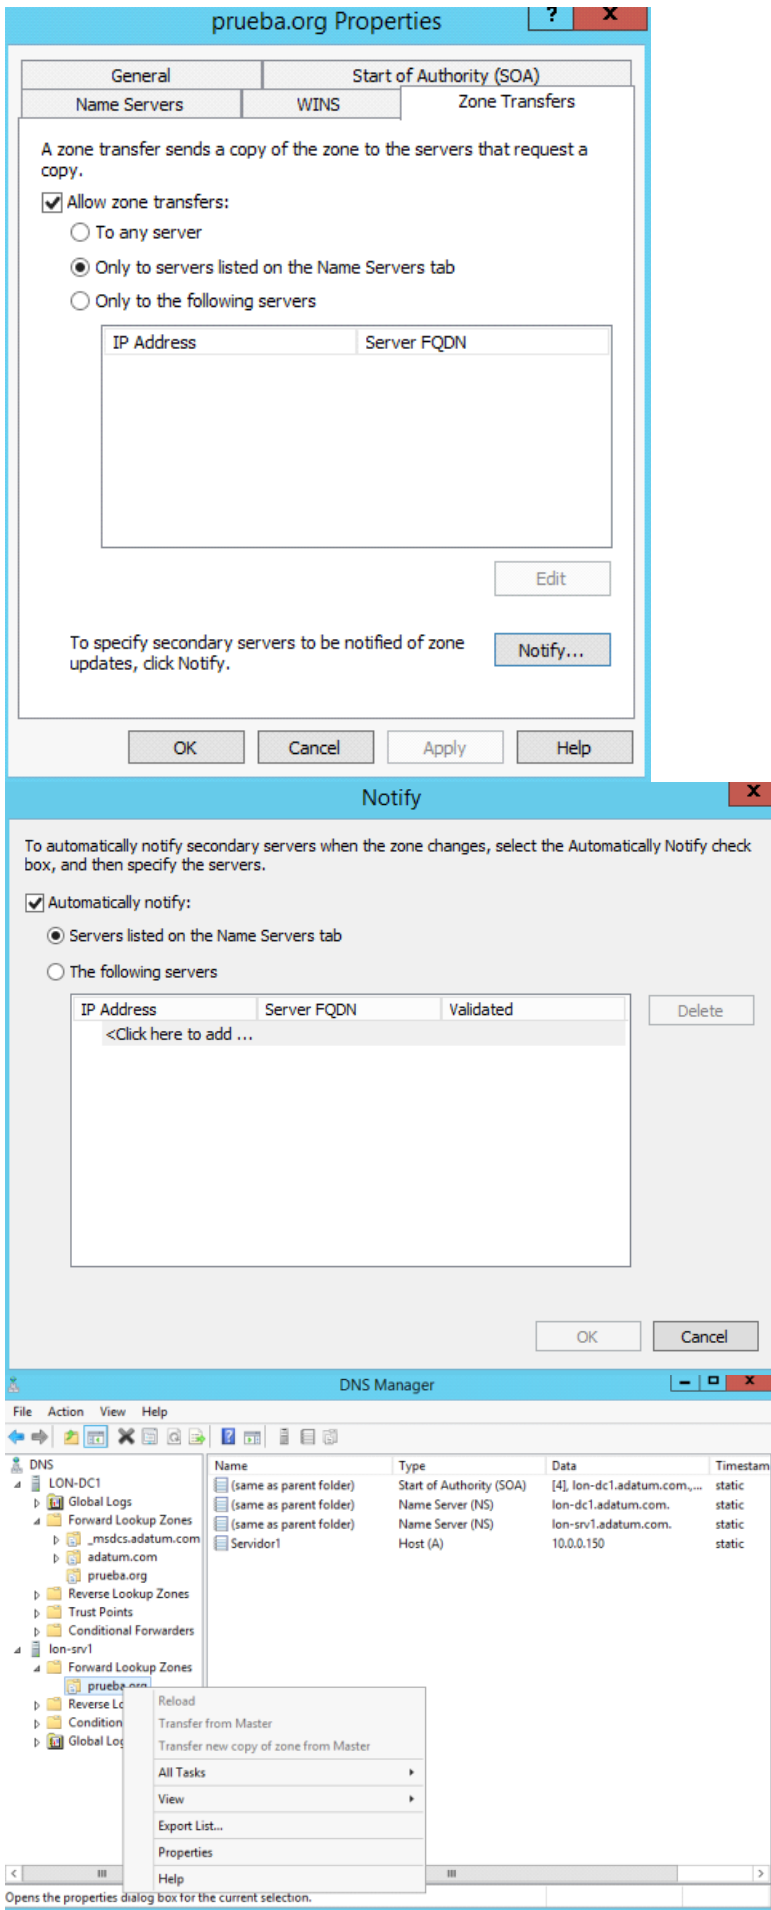 prueba.org Properties
?
x
General
Start of Authority (SOA)
Name Servers
WINS
Zone Transfers
A zone transfer sends a copy of the zone to the servers that request a
copy.
Allow zone transfers:
To any server
Only to servers listed on the Name Servers tab
Only to the following servers
IP Address
Server FQDN
Edit
To specify secondary servers to be notified of zone
updates, click Notify.
Notify...
OK
Cancel
Apply
Help
Notify
x
To automatically notify secondary servers when the zone changes, select the Automatically Notify check
box, and then specify the servers.
Automatically notify:
Servers listed on the Name Servers tab
The following servers
IP Address
Server FQDN
Validated
Delete
<Click here to add ...
OK
Cancel
DNS Manager
x
File Action View Help
DNS
LON-DC1
Global Logs
Forward Lookup Zones
_msdcs.adatum.com
adatum.com
prueba.org
Reverse Lookup Zones
Trust Points
Conditional Forwarders
lon-srv1
Forward Lookup Zones
prueba.org
Reverse Lo
Condition
Global Log
Name Type Data Timestam
(same as parent folder) Start of Authority (SOA) [4], lon-dc1.adatum.com.,... static
(same as parent folder) Name Server (NS) lon-dc1.adatum.com. static
(same as parent folder) Name Server (NS) lon-srv1.adatum.com. static
Servidor1 Host (A) 10.0.0.150 static
Reload
Transfer from Master
Transfer new copy of zone from Master
All Tasks
View
Export List...
Properties
Help
Opens the properties dialog box for the current selection.